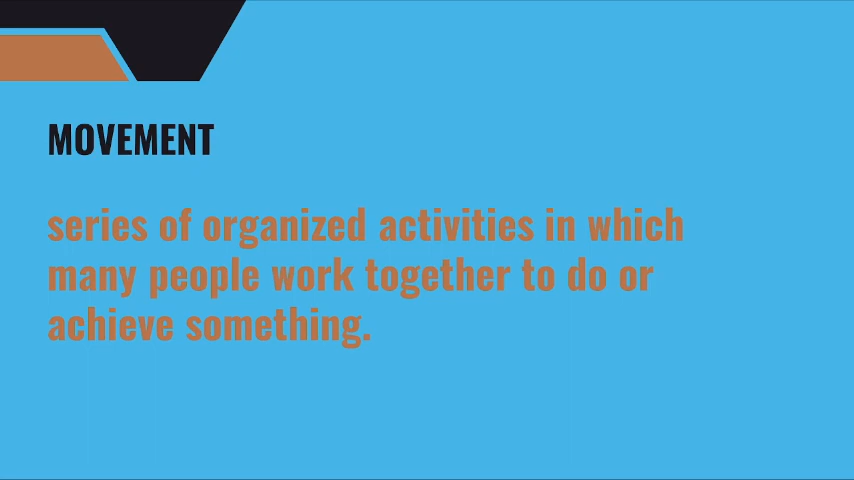 MOVEMENT
series of organized activities in which
many people work together to do or
achieve something.